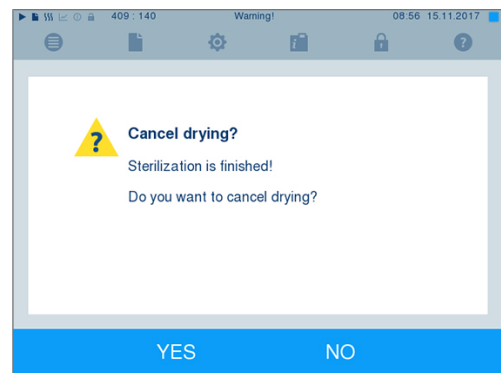 409 : 140 Warning! 08:56 15.11.2017
Cancel drying?
Sterilization is finished!
Do you want to cancel drying?
YES NO